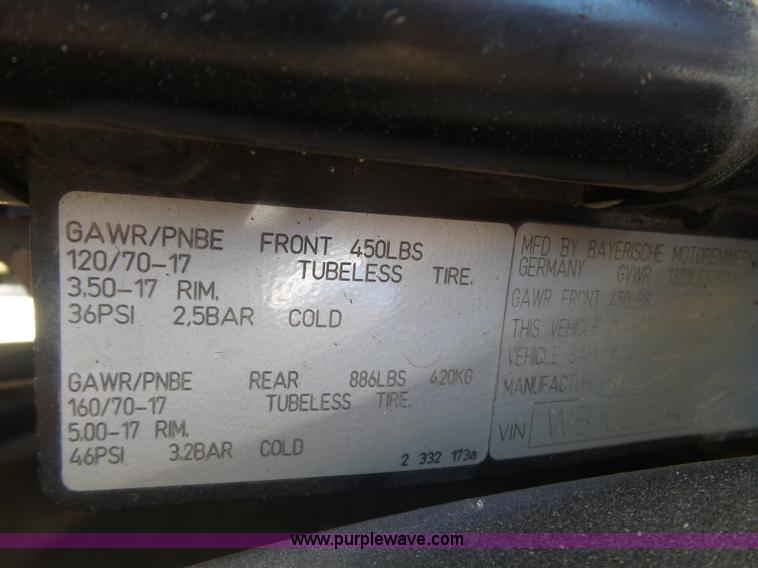 GAWR/PNBE FRONT 450LBS
120/70-17 TUBELESS TIRE.
3,50-17 RIM,
36PSI 2,5BAR COLD
GAWR/PNBE REAR 886LBS 420KG
160/70-17 TUBELESS TIRE.
5.00-17 RIM,
46PSI 3.2BAR COLD
2 332 173a
MFD BY BAYERISCHE
GERMANY GVWR
GAWR FRONT 450LBS
THIS VEHICLE
VEHICLE
VIN
www.purplewave.com